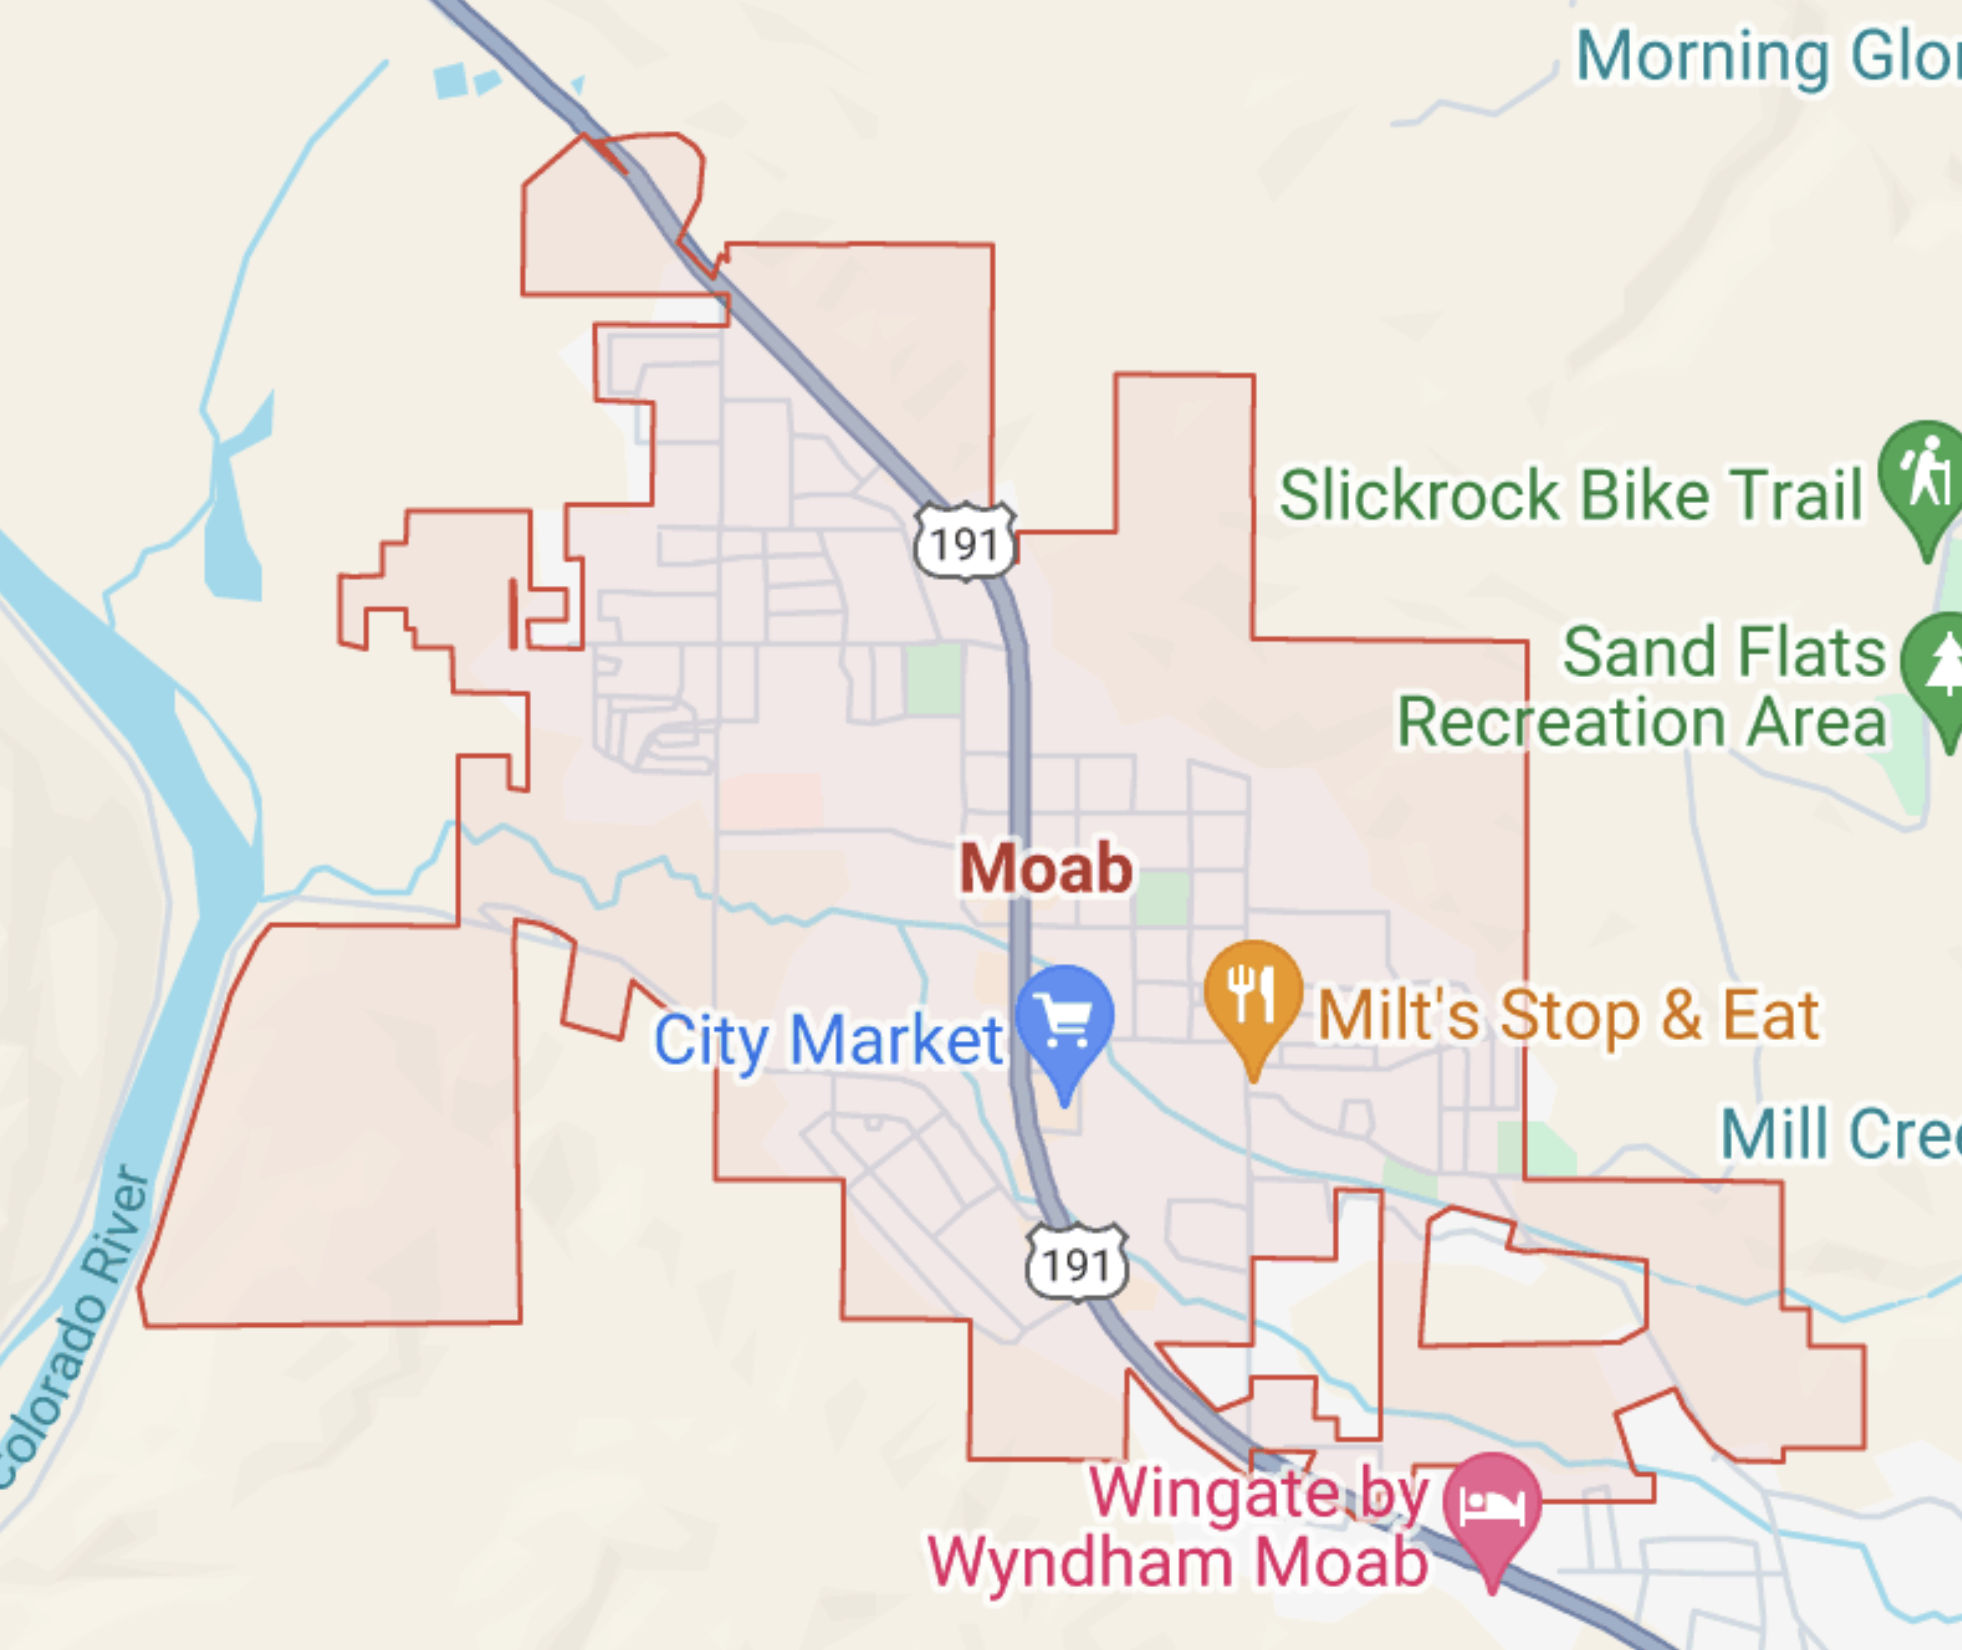 Morning Glo
Slickrock Bike Trail
191
Sand Flats
Recreation Area
Moab
City Market
Milt's Stop & Eat
Mill Cre
Colorado River
191
Wingate by
Wyndham Moab